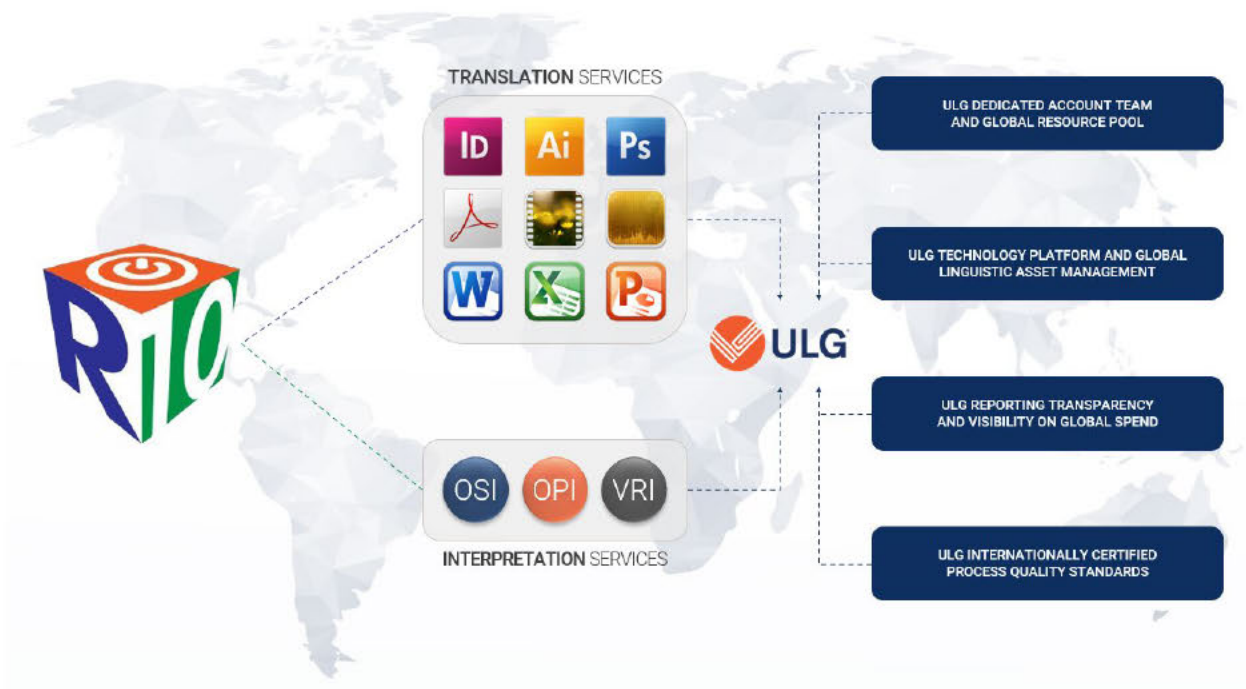 TRANSLATION SERVICES
ID Ai Ps
W X P
R10
ULG
OSI OPI VRI
INTERPRETATION SERVICES
ULG DEDICATED ACCOUNT TEAM
AND GLOBAL RESOURCE POOL
ULG TECHNOLOGY PLATFORM AND GLOBAL
LINGUISTIC ASSET MANAGEMENT
ULG REPORTING TRANSPARENCY
AND VISIBILITY ON GLOBAL SPEND
ULG INTERNATIONALLY CERTIFIED
PROCESS QUALITY STANDARDS